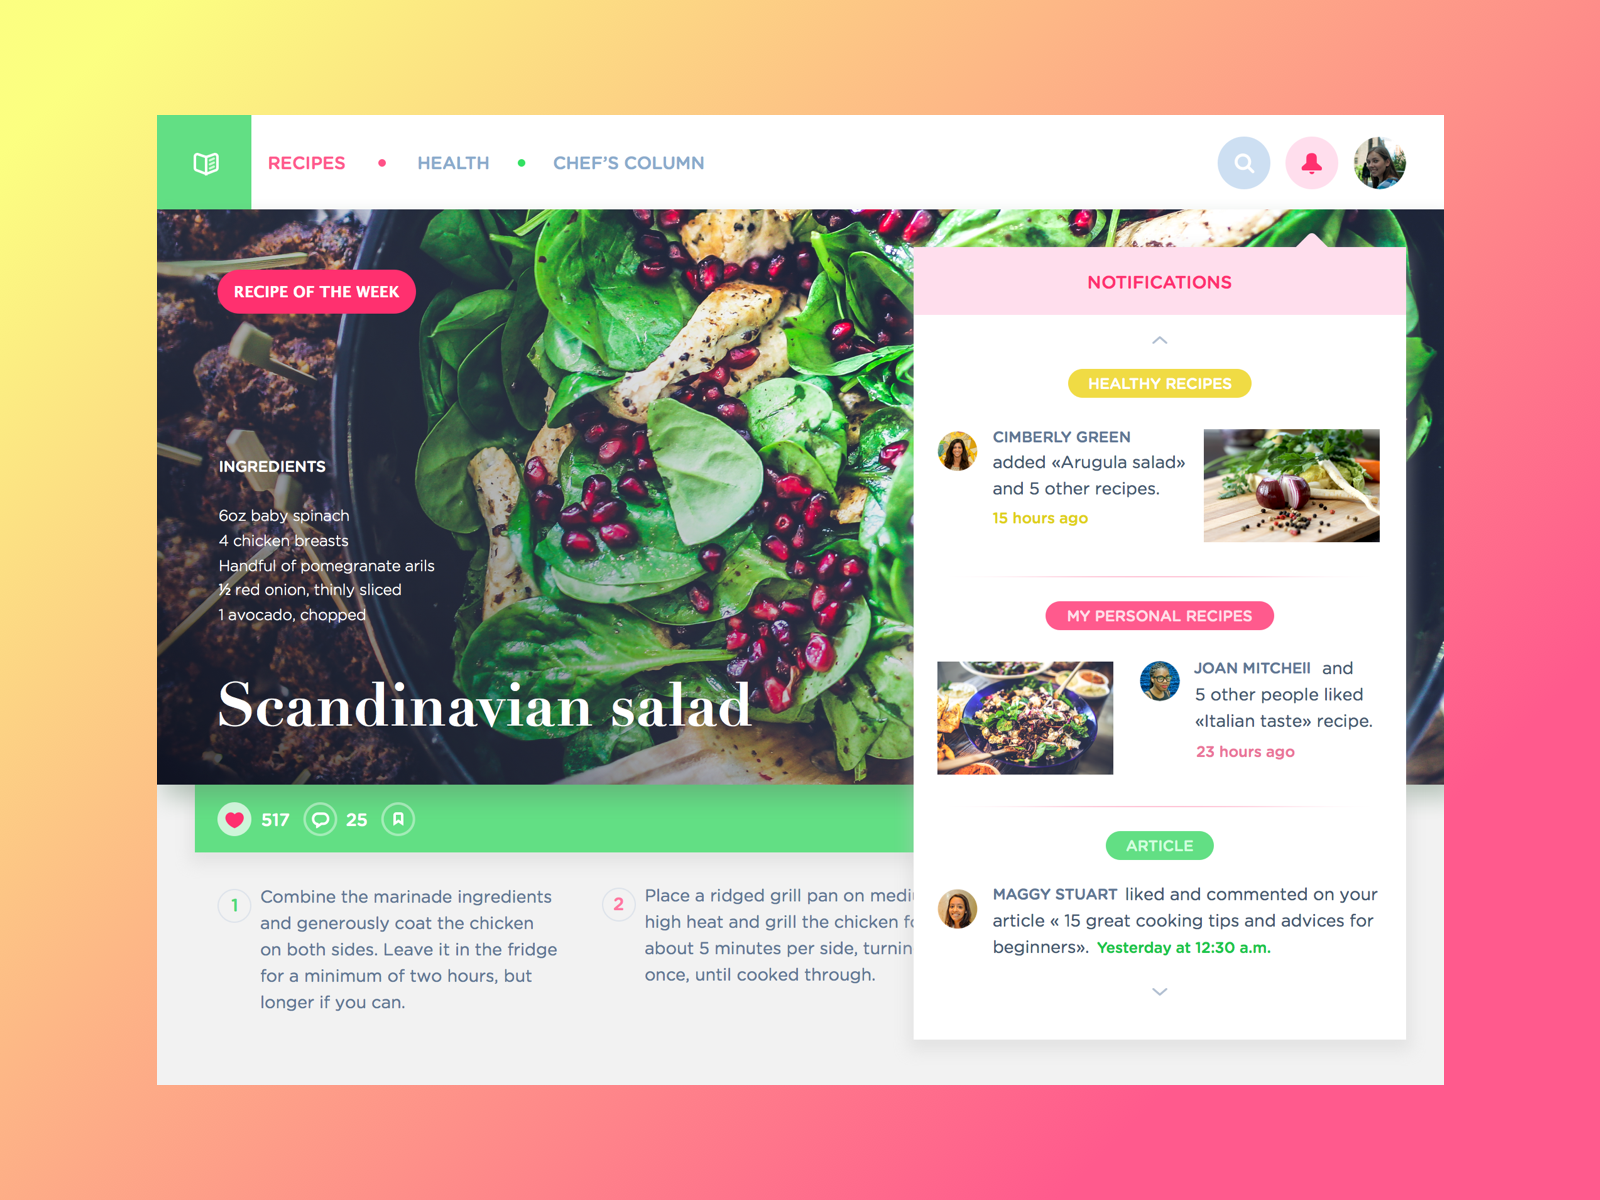 RECIPES • HEALTH • CHEF'S COLUMN
RECIPE OF THE WEEK
INGREDIENTS
6oz baby spinach
4 chicken breasts
Handful of pomegranate arils
½ red onion, thinly sliced
1 avocado, chopped
Scandinavian salad
517 25
1
Combine the marinade ingredients
and generously coat the chicken
on both sides. Leave it in the fridge
for a minimum of two hours, but
longer if you can.
2
Place a ridged grill pan on
high heat and grill the chicken
about 5 minutes per side,
once, until cooked through.
NOTIFICATIONS
HEALTHY RECIPES
CIMBERLY GREEN
added «Arugula salad»
and 5 other recipes.
15 hours ago
MY PERSONAL RECIPES
JOAN MITCHEll and
5 other people liked
«Italian taste» recipe.
23 hours ago
ARTICLE
MAGGY STUART liked and commented on your
article « 15 great cooking tips and advices for
beginners». Yesterday at 12:30 a.m.